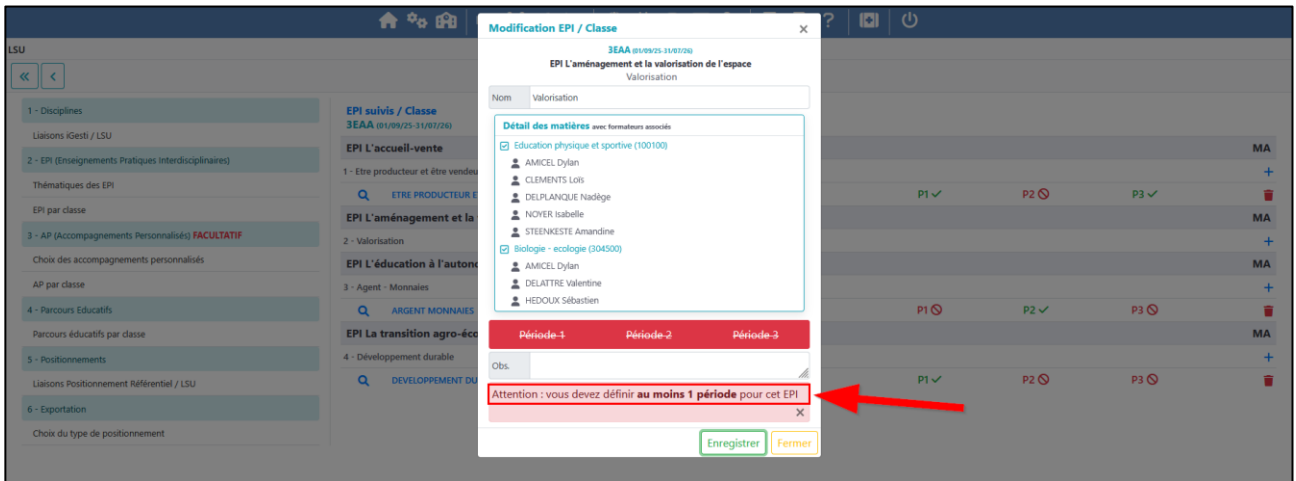 LSU
1 - Disciplines
Liaisons iGesti / LSU
2 - EPI (Enseignements Pratiques Interdisciplinaires)
Thématiques des EPI
EPI par classe
3 - AP (Accompagnements Personnalisés) FACULTATIF
Choix des accompagnements personnalisés
AP par classe
4 - Parcours Educatifs
Parcours éducatifs par classe
5 - Positionnements
Liaisons Positionnement Référentiel / LSU
6 - Exportation
Choix du type de positionnement
EPI suivis / Classe
3EAA (01/09/25-31/07/26)
EPI L'accueil-vente MA
1 - Etre producteur et être vendeu
ETRE PRODUCTEUR E P1 P2 P3
EPI L'aménagement et la MA
2 - Valorisation
EPI L'éducation à l'autono MA
3 - Agent - Monnaies
ARGENT MONNAIES P1 P2 P3
EPI La transition agro-éco MA
4 - Développement durable
DEVELOPPEMENT DU P1 P2 P3
Modification EPI / Classe
3EAA (01/09/25-31/07/26)
EPI L'aménagement et la valorisation de l'espace
Valorisation
Nom Valorisation
Détail des matières avec formateurs associés
Education physique et sportive (100100)
AMICEL Dylan
CLEMENTS Loïs
DELPLANQUE Nadège
NOYER Isabelle
STEENKESTE Amandine
Biologie - ecologie (304500)
AMICEL Dylan
DELATTRE Valentine
HEDOUX Sébastien
Période 1 Période 2 Période 3
Obs.
Attention : vous devez définir au moins 1 période pour cet EPI
Enregistrer Fermer